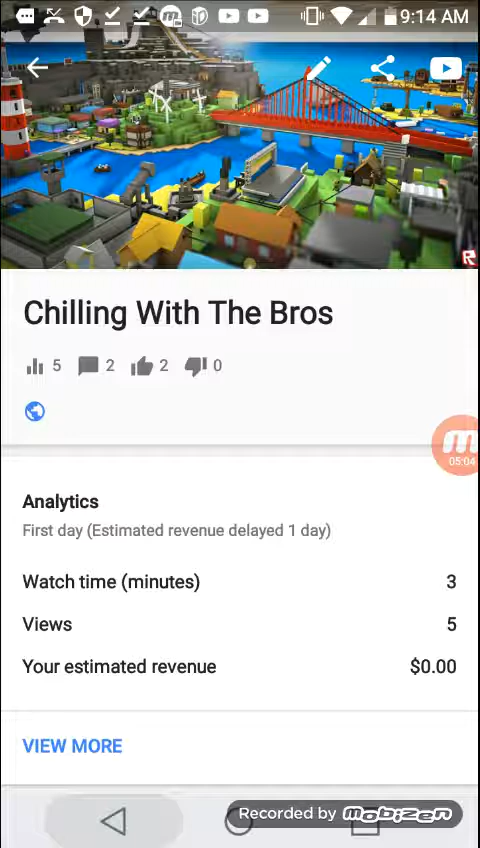 9:14 AM
Chilling With The Bros
5 2 2 0
05:04
Analytics
First day (Estimated revenue delayed 1 day)
Watch time (minutes) 3
Views 5
Your estimated revenue $0.00
VIEW MORE
Recorded by mobizen